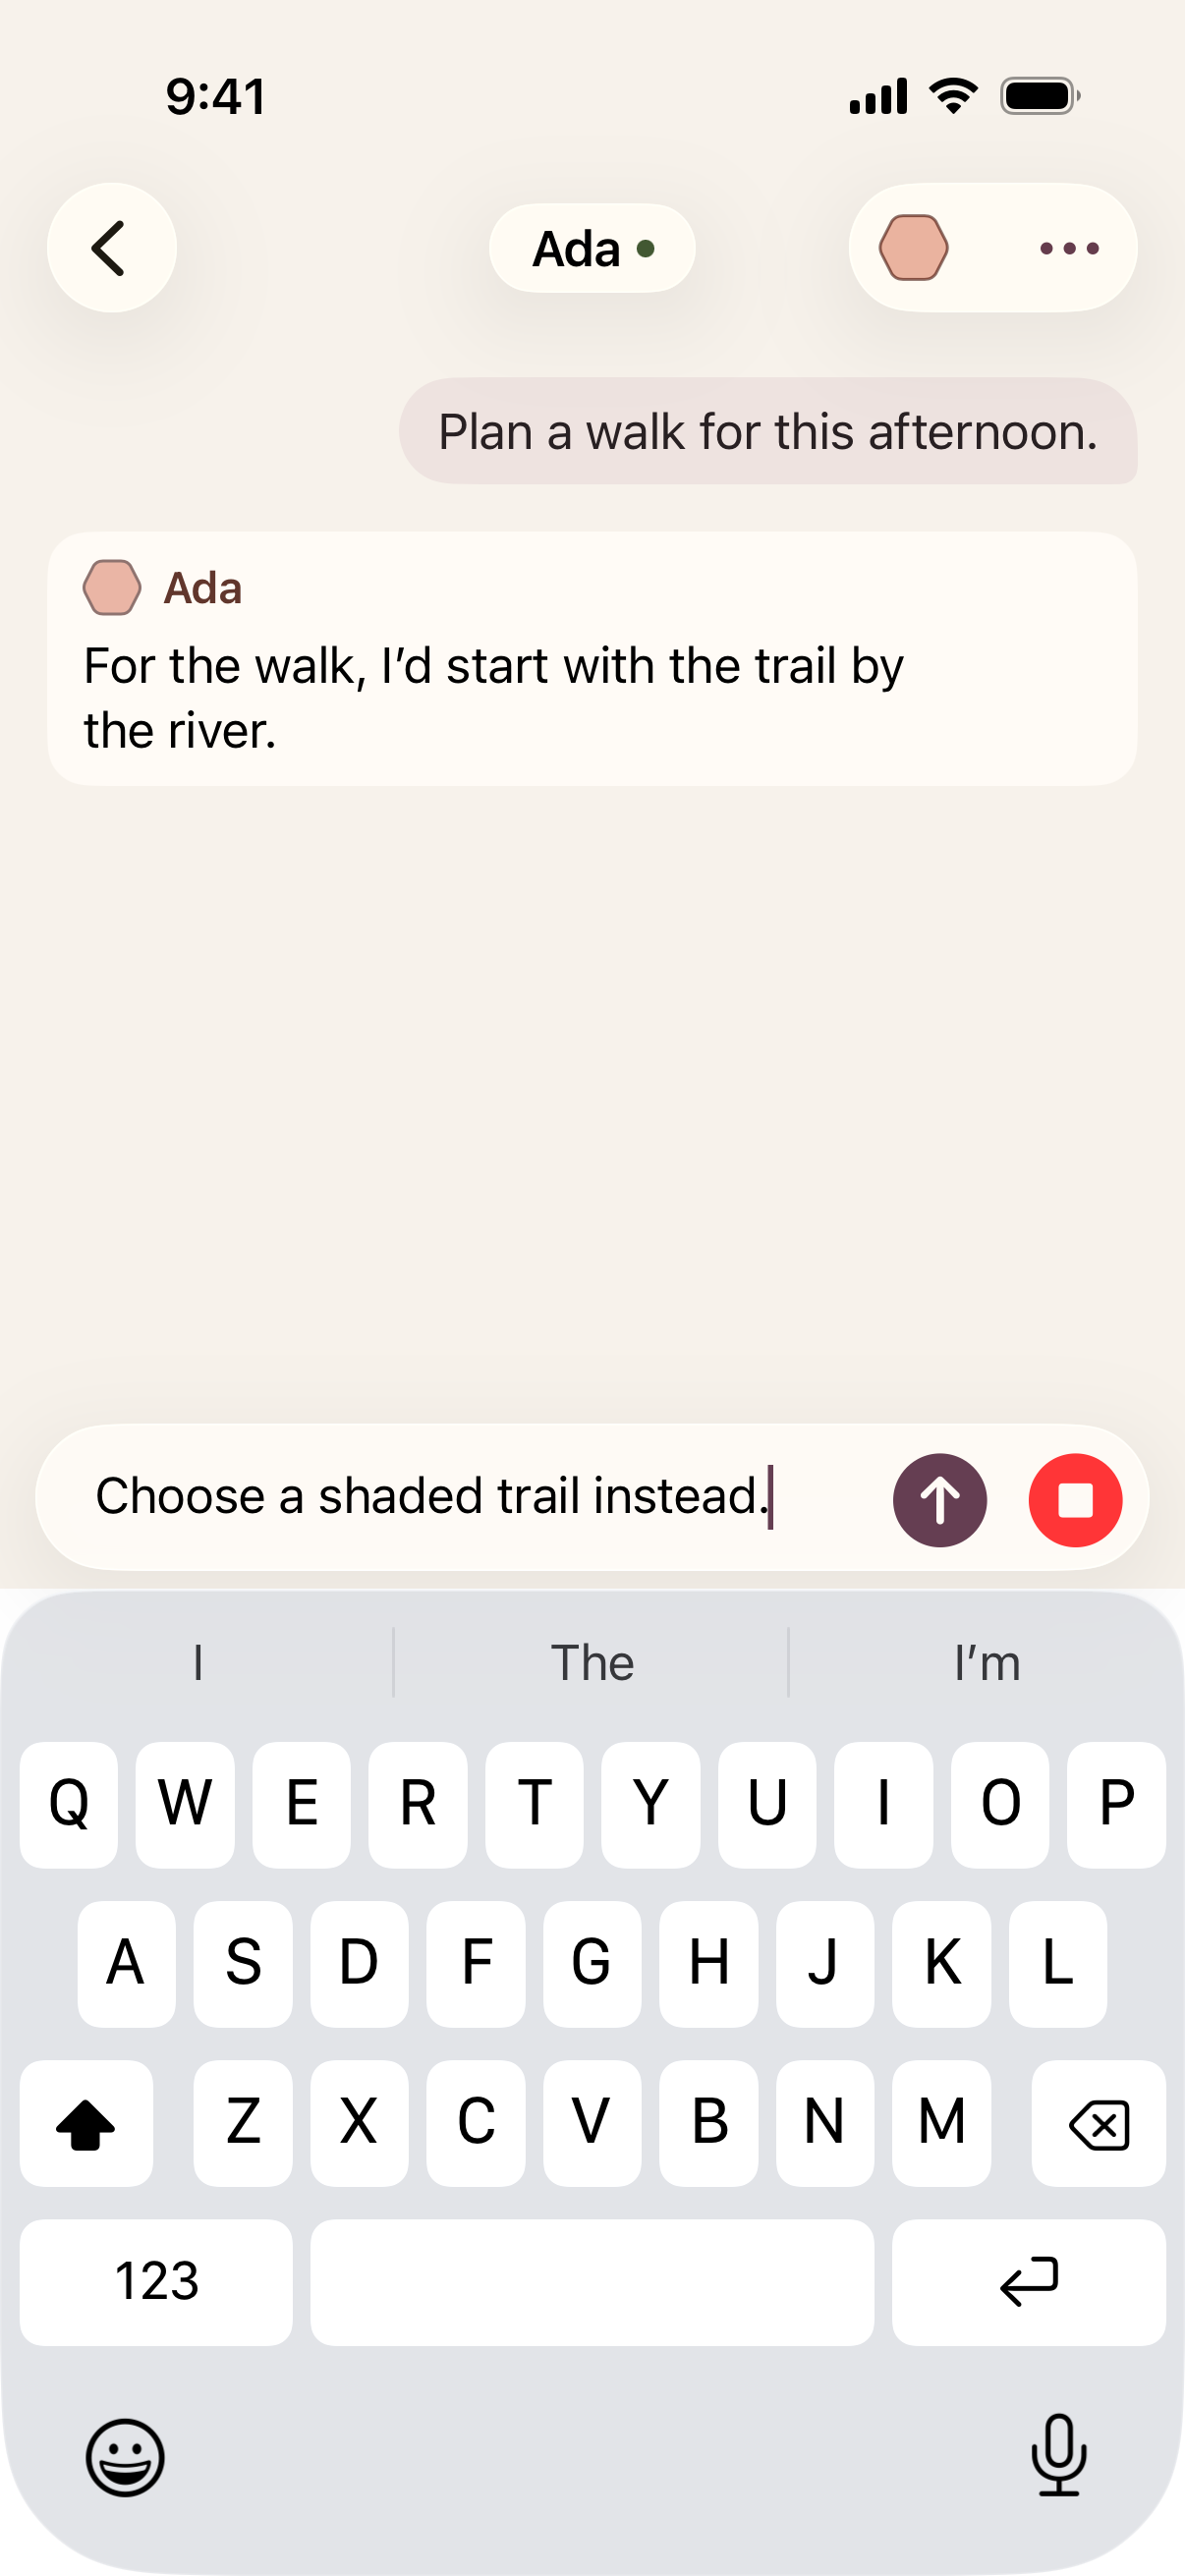 9:41
Ada
Plan a walk for this afternoon.
Ada
For the walk, I’d start with the trail by
the river.
Choose a shaded trail instead.
I The I’m
Q W E R T Y U I O P
A S D F G H J K L
Z X C V B N M
123